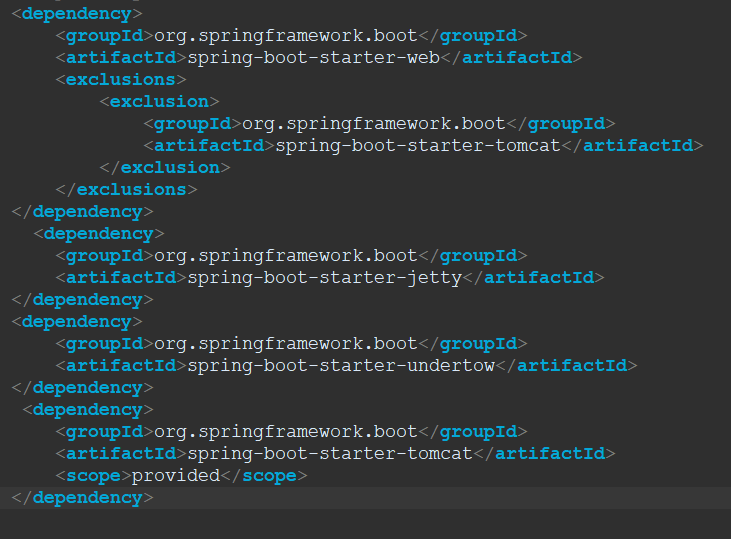 <dependency>
    <groupId>org.springframework.boot</groupId>
    <artifactId>spring-boot-starter-web</artifactId>
    <exclusions>
        <exclusion>
            <groupId>org.springframework.boot</groupId>
            <artifactId>spring-boot-starter-tomcat</artifactId>
        </exclusion>
    </exclusions>
</dependency>
  <dependency>
    <groupId>org.springframework.boot</groupId>
    <artifactId>spring-boot-starter-jetty</artifactId>
</dependency>
<dependency>
    <groupId>org.springframework.boot</groupId>
    <artifactId>spring-boot-starter-undertow</artifactId>
</dependency>
 <dependency>
    <groupId>org.springframework.boot</groupId>
    <artifactId>spring-boot-starter-tomcat</artifactId>
    <scope>provided</scope>
</dependency>